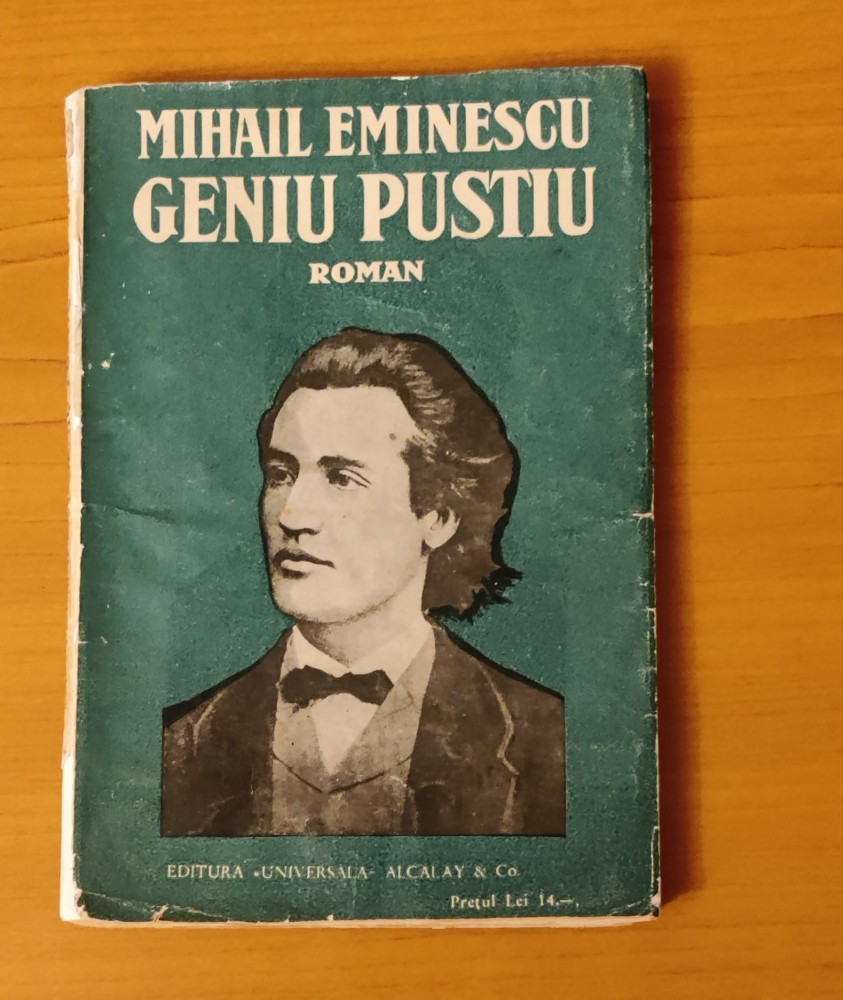 MIHAIL EMINESCU
GENIU PUSTIU
ROMAN
EDITURA «UNIVERSALA» ALCALAY & Co.
Prețul Lei 14.—.